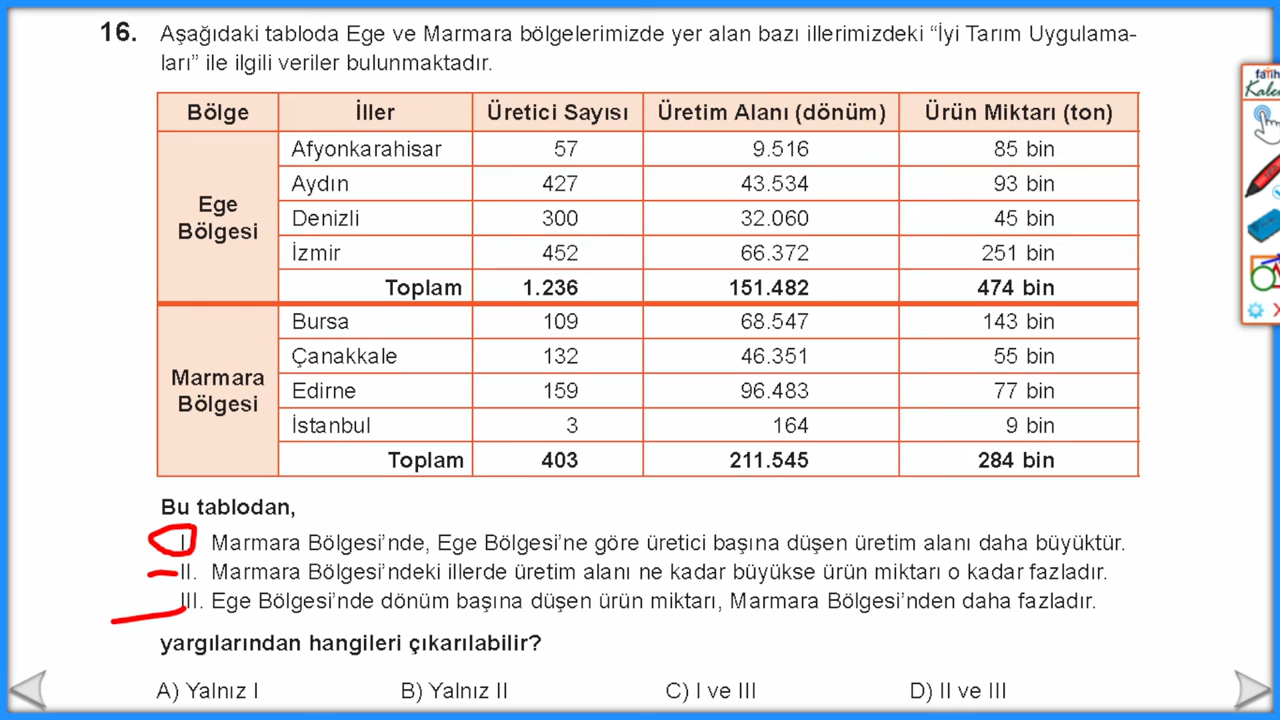 16. Aşağıdaki tabloda Ege ve Marmara bölgelerimizde yer alan bazı illerimizdeki “İyi Tarım Uygulama-
ları” ile ilgili veriler bulunmaktadır.
Bölge İller Üretici Sayısı Üretim Alanı (dönüm) Ürün Miktarı (ton)
Ege Bölgesi
Afyonkarahisar 57 9.516 85 bin
Aydın 427 43.534 93 bin
Denizli 300 32.060 45 bin
İzmir 452 66.372 251 bin
Toplam 1.236 151.482 474 bin
Marmara Bölgesi
Bursa 109 68.547 143 bin
Çanakkale 132 46.351 55 bin
Edirne 159 96.483 77 bin
İstanbul 3 164 9 bin
Toplam 403 211.545 284 bin
Bu tablodan,
I. Marmara Bölgesi’nde, Ege Bölgesi’ne göre üretici başına düşen üretim alanı daha büyüktür.
II. Marmara Bölgesi’ndeki illerde üretim alanı ne kadar büyükse ürün miktarı o kadar fazladır.
III. Ege Bölgesi’nde dönüm başına düşen ürün miktarı, Marmara Bölgesi’nden daha fazladır.
yargılarından hangileri çıkarılabilir?
A) Yalnız I B) Yalnız II C) I ve III D) II ve III
fatih
Kalem